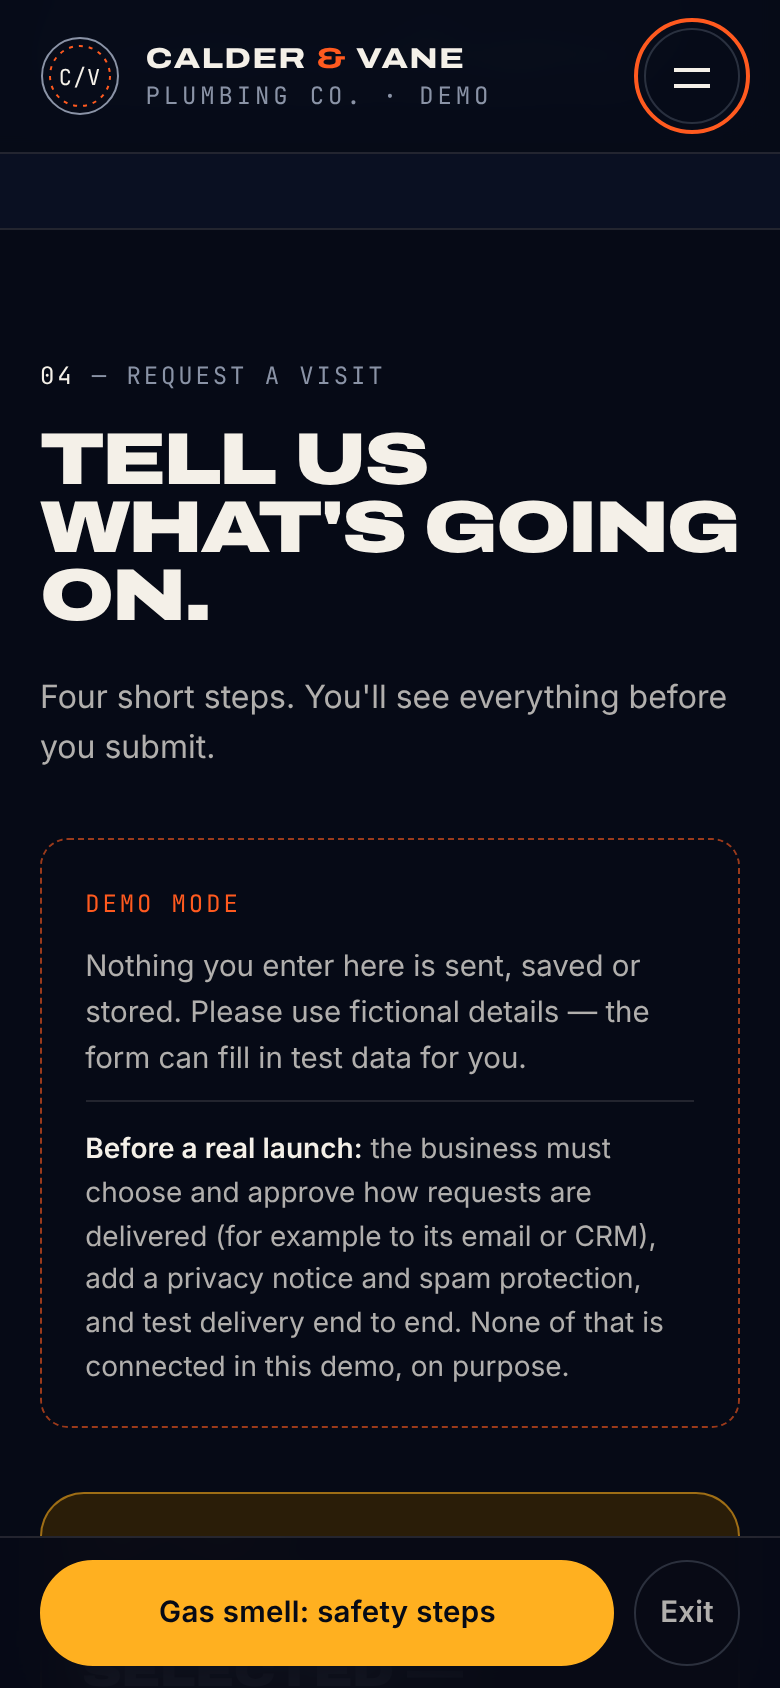 C/V
CALDER & VANE
PLUMBING CO. · DEMO
04 — REQUEST A VISIT
TELL US
WHAT'S GOING
ON.
Four short steps. You'll see everything before
you submit.
DEMO MODE
Nothing you enter here is sent, saved or
stored. Please use fictional details — the
form can fill in test data for you.
Before a real launch: the business must
choose and approve how requests are
delivered (for example to its email or CRM),
add a privacy notice and spam protection,
and test delivery end to end. None of that is
connected in this demo, on purpose.
Gas smell: safety steps
Exit
SELECTED —